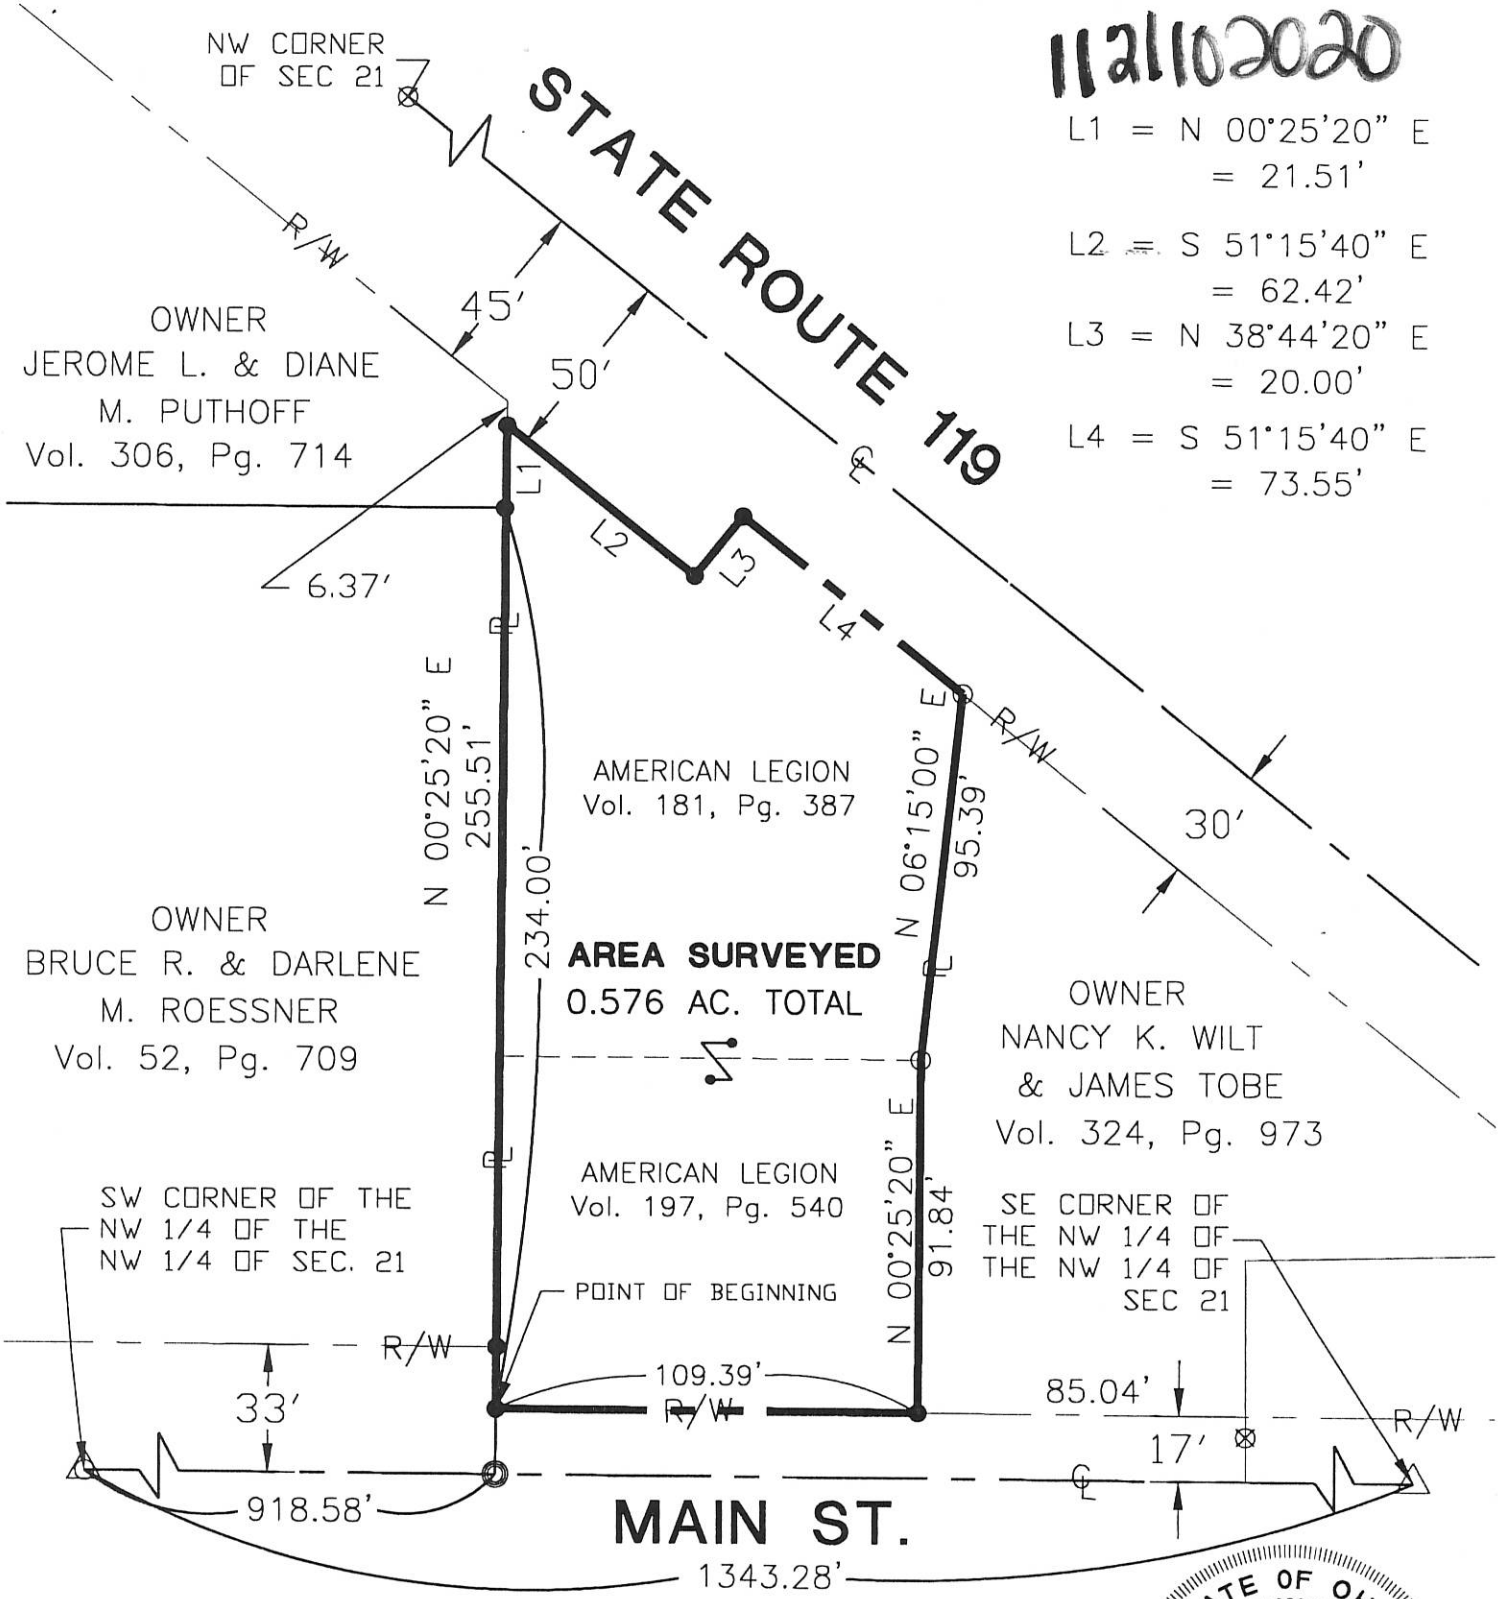 112102020
NW CORNER
OF SEC 21
STATE ROUTE 119
L1 = N 00°25'20" E
= 21.51'
L2 = S 51°15'40" E
= 62.42'
L3 = N 38°44'20" E
= 20.00'
L4 = S 51°15'40" E
= 73.55'
R/W
45'
50'
OWNER
JEROME L. & DIANE
M. PUTHOFF
Vol. 306, Pg. 714
CL
L1
L2
L3
L4
6.37'
PL
N 00°25'20" E
255.51'
234.00'
AMERICAN LEGION
Vol. 181, Pg. 387
N 06°15'00" E
95.39'
R/W
30'
OWNER
BRUCE R. & DARLENE
M. ROESSNER
Vol. 52, Pg. 709
AREA SURVEYED
0.576 AC. TOTAL
PL
OWNER
NANCY K. WILT
& JAMES TOBE
Vol. 324, Pg. 973
PL
AMERICAN LEGION
Vol. 197, Pg. 540
N 00°25'20" E
91.84'
SW CORNER OF THE
NW 1/4 OF THE
NW 1/4 OF SEC. 21
SE CORNER OF
THE NW 1/4 OF
THE NW 1/4 OF
SEC 21
POINT OF BEGINNING
R/W
33'
109.39'
R/W
85.04'
17'
R/W
CL
918.58'
MAIN ST.
1343.28'